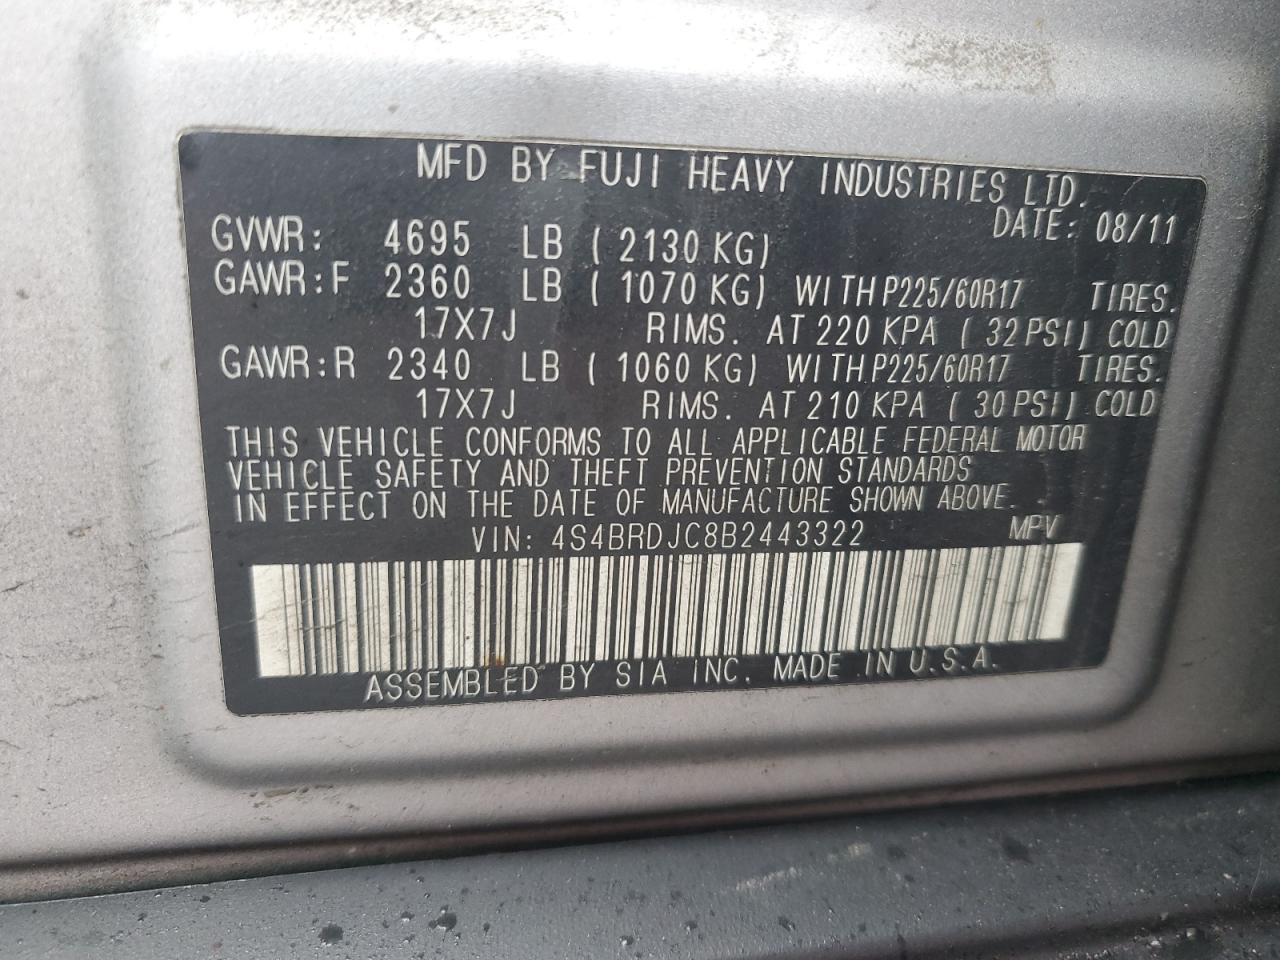 MFD BY FUJI HEAVY INDUSTRIES LTD.
DATE: 08/11
GVWR: 4695 LB ( 2130 KG)
GAWR:F 2360 LB ( 1070 KG) WITH P225/60R17 TIRES.
17X7J RIMS. AT 220 KPA ( 32 PSI) COLD
GAWR:R 2340 LB ( 1060 KG) WITH P225/60R17 TIRES.
17X7J RIMS. AT 210 KPA ( 30 PSI) COLD
THIS VEHICLE CONFORMS TO ALL APPLICABLE FEDERAL MOTOR
VEHICLE SAFETY AND THEFT PREVENTION STANDARDS
IN EFFECT ON THE DATE OF MANUFACTURE SHOWN ABOVE.
VIN: 4S4BRDJC8B2443322 MPV
ASSEMBLED BY SIA INC. MADE IN U.S.A.